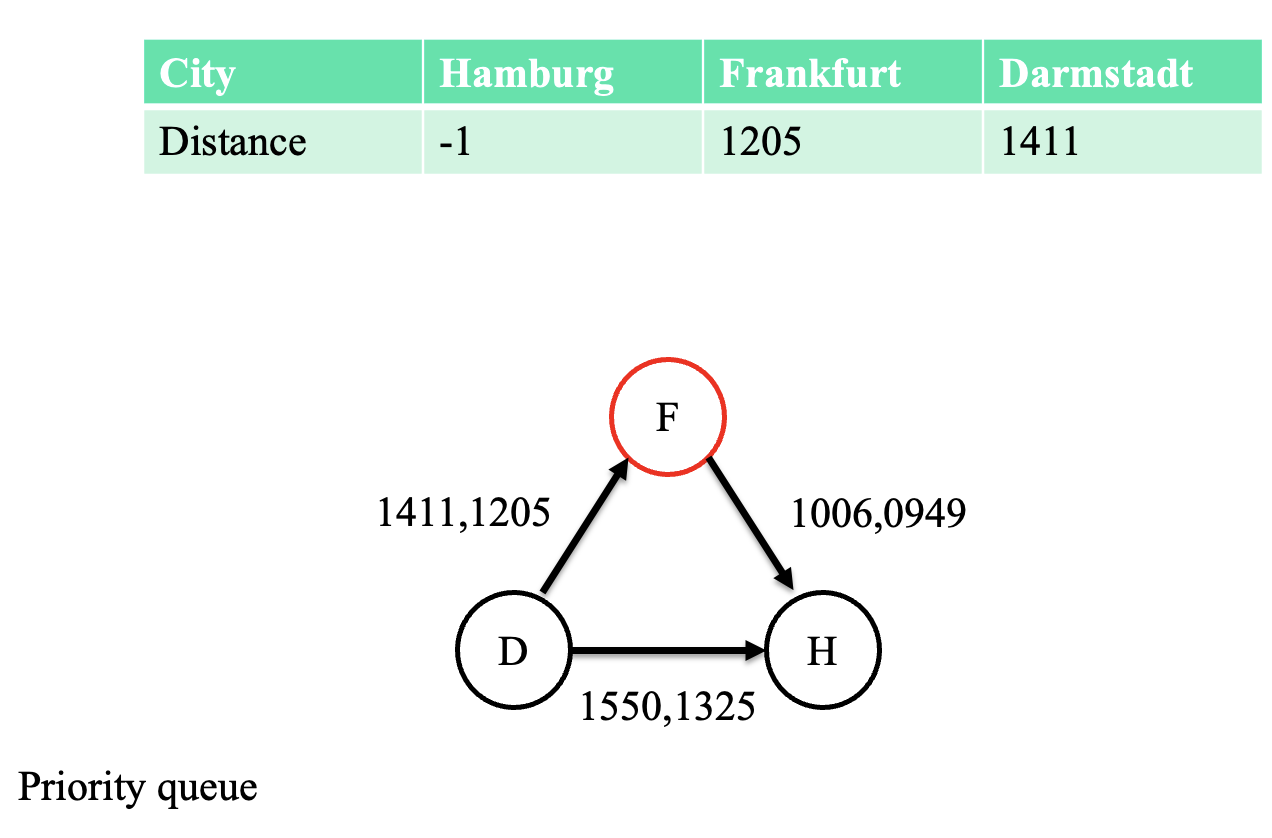 City Hamburg Frankfurt Darmstadt
Distance -1 1205 1411
F
1411,1205 1006,0949
D H
1550,1325
Priority queue